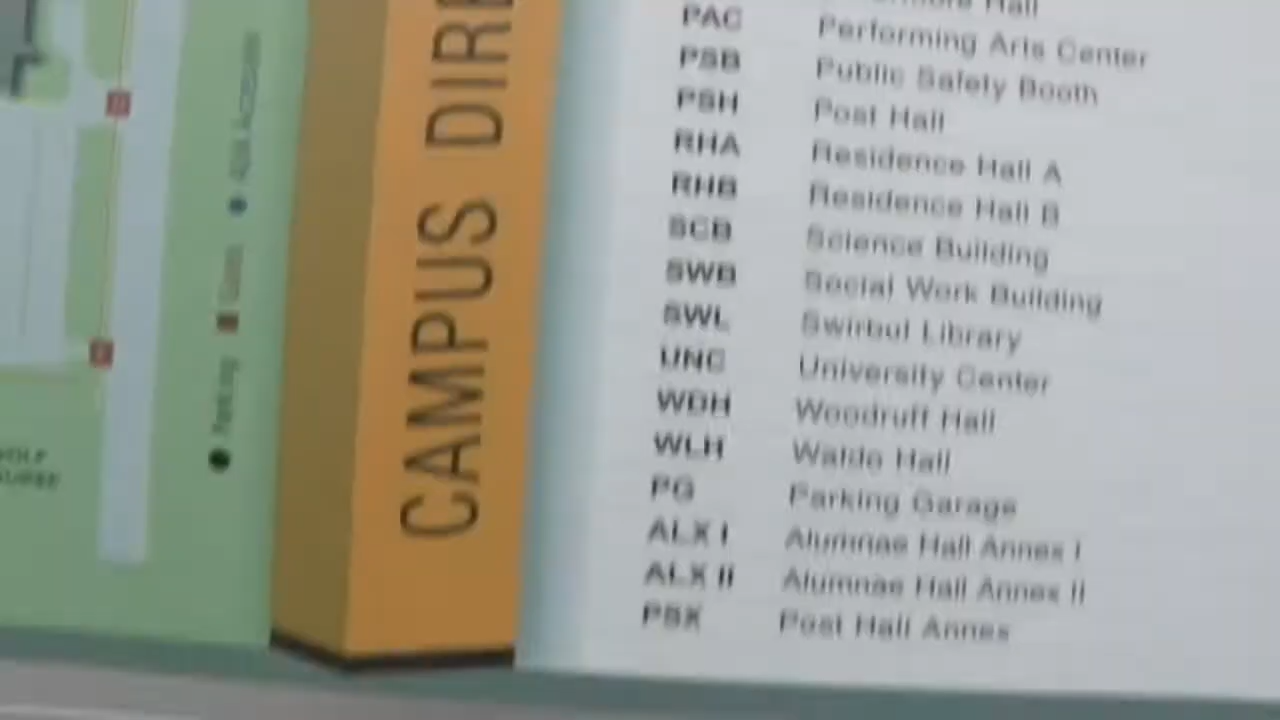 Hall
PAC Performing Arts Center
PSB Public Safety Booth
PSH Post Hall
RHA Residence Hall A
RHB Residence Hall B
SCB Science Building
SWB Social Work Building
SWL Swirbul Library
UNC University Center
WDH Woodruff Hall
WLH Waldo Hall
PG Parking Garage
ALX I Alumnae Hall Annex I
ALX II Alumnae Hall Annex II
PSX Post Hall Annex
CAMPUS
Parking